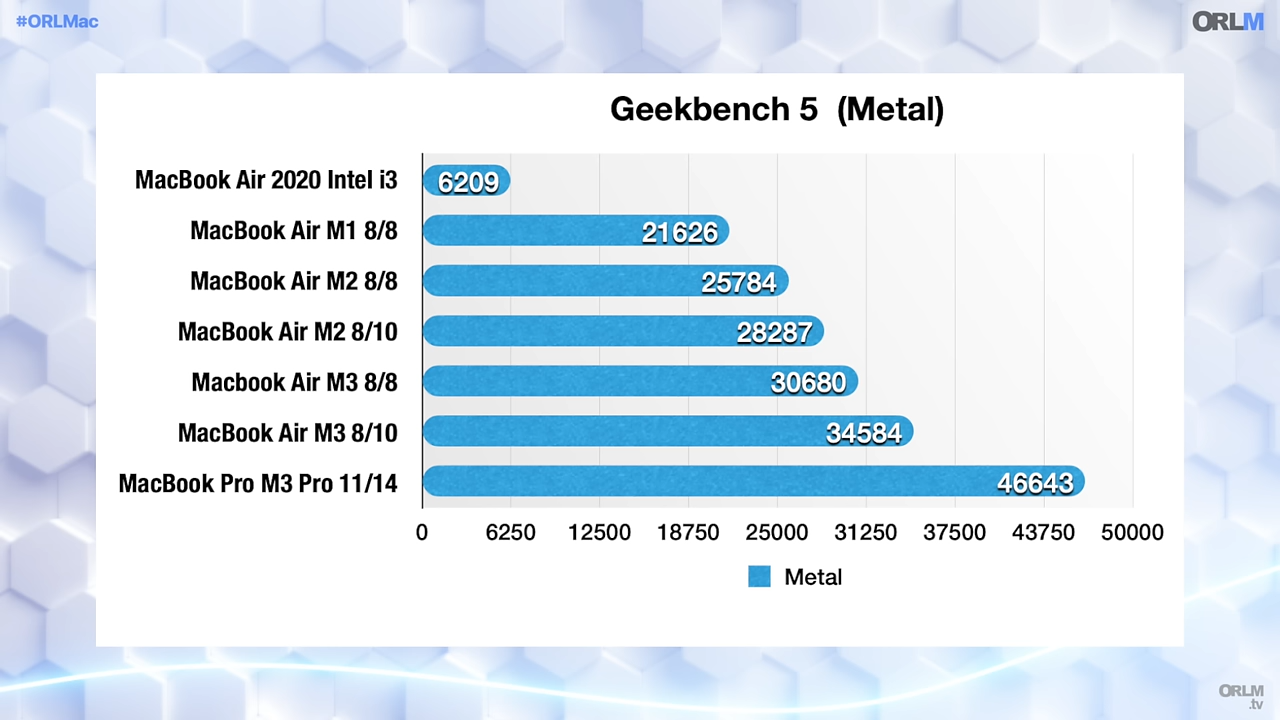 #ORLMac
ORLM
Geekbench 5 (Metal)
MacBook Air 2020 Intel i3 6209
MacBook Air M1 8/8 21626
MacBook Air M2 8/8 25784
MacBook Air M2 8/10 28287
Macbook Air M3 8/8 30680
MacBook Air M3 8/10 34584
MacBook Pro M3 Pro 11/14 46643
0 6250 12500 18750 25000 31250 37500 43750 50000
Metal
ORLM
.tv